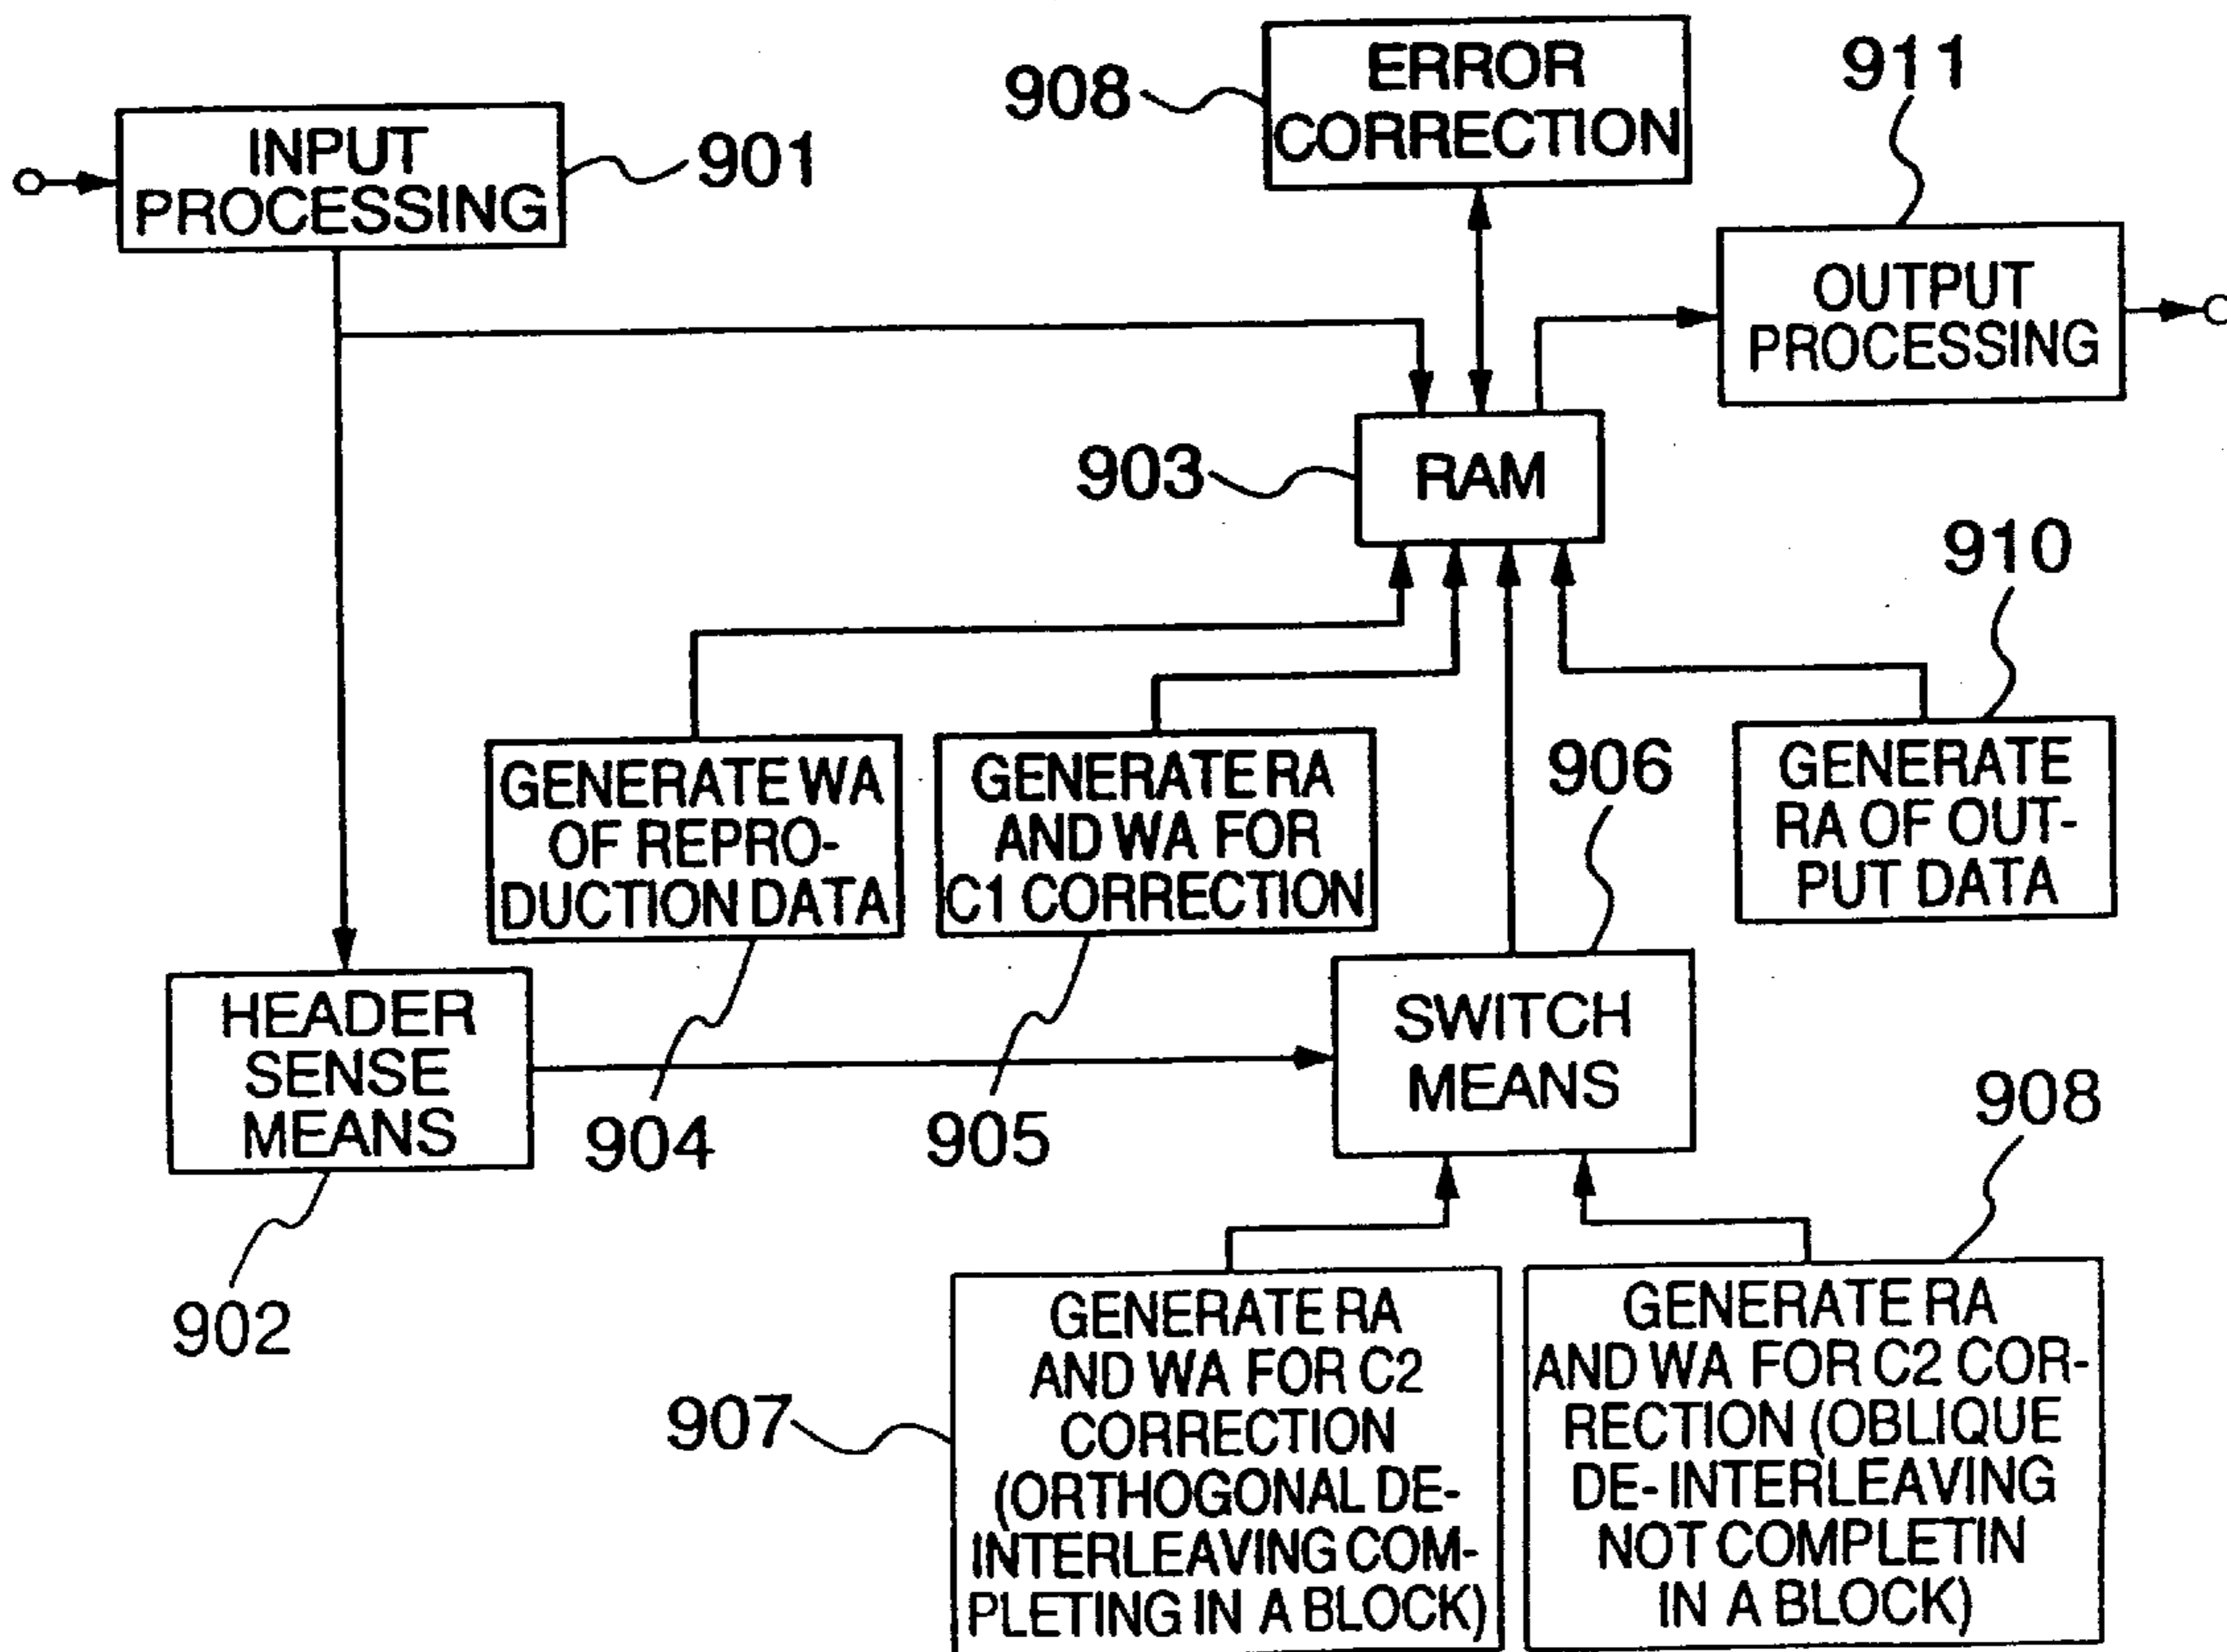 908
ERROR
CORRECTION
911
INPUT
PROCESSING
901
OUTPUT
PROCESSING
903
RAM
910
GENERATE WA
OF REPRO-
DUCTION DATA
904
GENERATE RA
AND WA FOR
C1 CORRECTION
905
906
GENERATE
RA OF OUT-
PUT DATA
HEADER
SENSE
MEANS
902
SWITCH
MEANS
908
907
GENERATE RA
AND WA FOR C2
CORRECTION
(ORTHOGONAL DE-
INTERLEAVING COM-
PLETING IN A BLOCK)
GENERATE RA
AND WA FOR C2 COR-
RECTION (OBLIQUE
DE-INTERLEAVING
NOT COMPLETIN
IN A BLOCK)